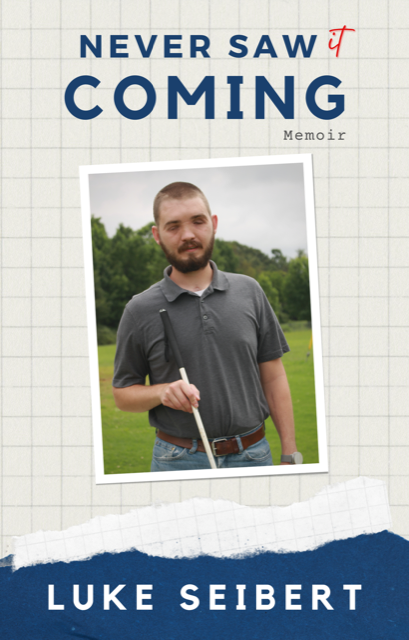 NEVER SAW it
COMING
Memoir
LUKE SEIBERT